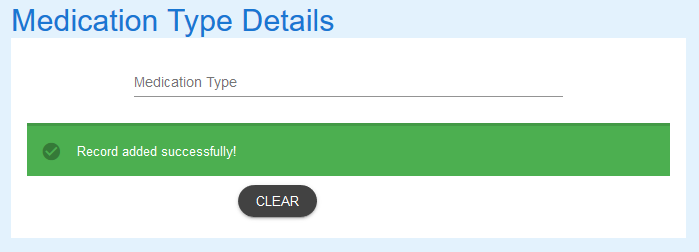 Medication Type Details
Medication Type
Record added successfully!
CLEAR